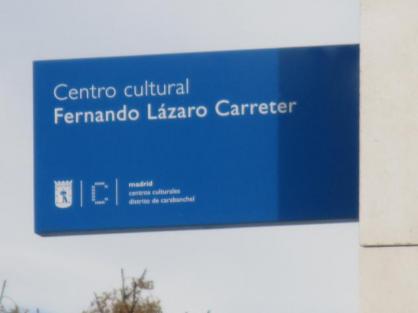 Centro cultural
Fernando Lázaro Carreter
C
madrid
centros culturales
distrito de carabanchel